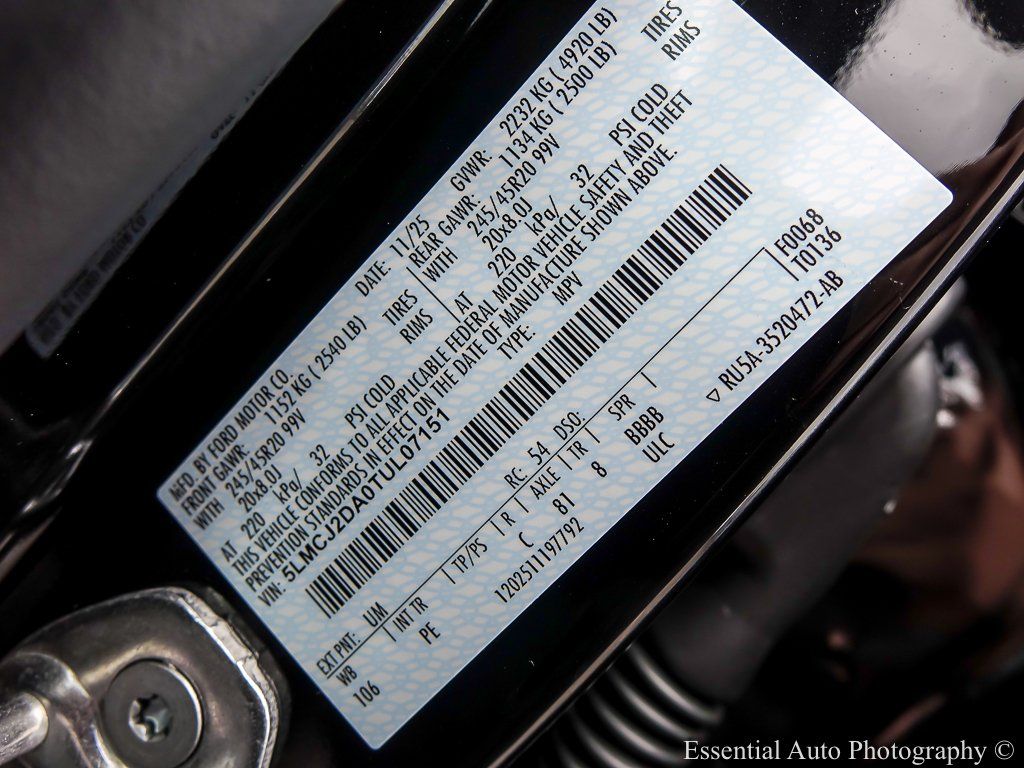 MFD. BY FORD MOTOR CO.
DATE: 11/25 GVWR: 2232 KG ( 4920 LB)
FRONT GAWR: 1152 KG ( 2540 LB) REAR GAWR: 1134 KG ( 2500 LB)
WITH 245/45R20 99V TIRES WITH 245/45R20 99V TIRES
20x8.0J RIMS 20x8.0J RIMS
AT 220 kPa/ 32 PSI COLD AT 220 kPa/ 32 PSI COLD
THIS VEHICLE CONFORMS TO ALL APPLICABLE FEDERAL MOTOR VEHICLE SAFETY AND THEFT
PREVENTION STANDARDS IN EFFECT ON THE DATE OF MANUFACTURE SHOWN ABOVE.
VIN: 5LMCJ2DA0TUL07151 TYPE: MPV
F00068
T0136
EXT PNT: UM RC: 54 DSO:
WB INT TR TP/PS R AXLE TR SPR
106 PE C 81 8 BBBB
1202511197792 ULC
▽ RU5A-3520472-AB
Essential Auto Photography ©